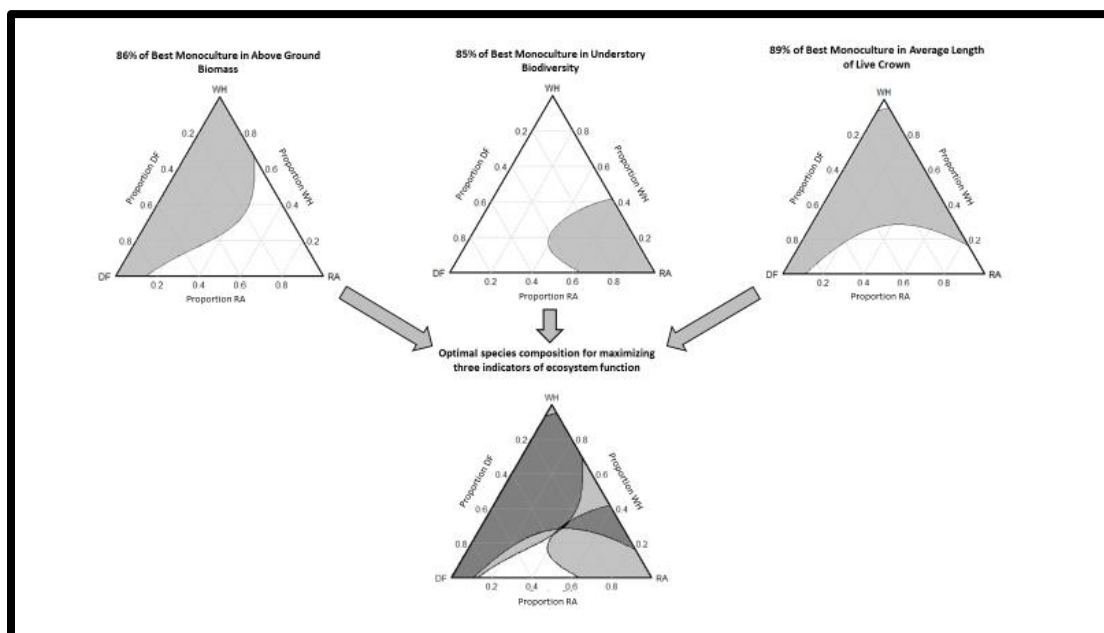 86% of Best Monoculture in Above Ground
Biomass
WH
0.2
0.8
Proportion DF
0.4
0.6
Proportion WH
0.6
0.4
0.8
0.2
DF
RA
0.2
0.4
0.6
0.8
Proportion RA
85% of Best Monoculture in Understory
Biodiversity
WH
0.2
0.8
Proportion DF
0.4
0.6
Proportion WH
0.6
0.4
0.8
0.2
DF
RA
0.2
0.4
0.6
0.8
Proportion RA
89% of Best Monoculture in Average Length
of Live Crown
WH
0.2
0.8
Proportion DF
0.4
0.6
Proportion WH
0.6
0.4
0.8
0.2
DF
RA
0.2
0.4
0.6
0.8
Proportion RA
Optimal species composition for maximizing
three indicators of ecosystem function
WH
0.2
0.8
Proportion DF
0.4
0.6
Proportion WH
0.6
0.4
0.8
0.2
DF
RA
0.2
0.4
0.6
0.8
Proportion RA